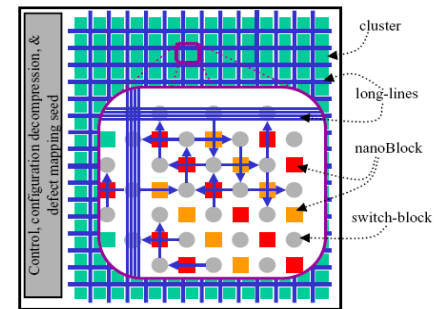 Control, configuration decompression, &
defect mapping seed
cluster
long-lines
nanoBlock
switch-block